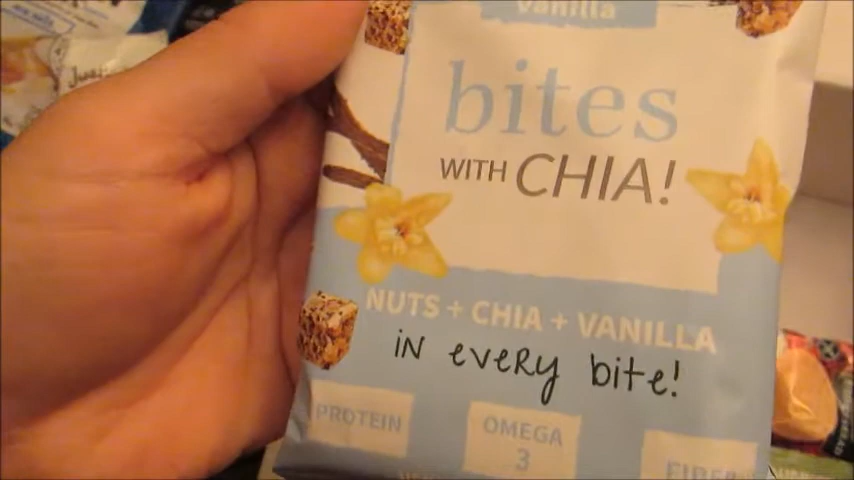 vanilla
bites
WITH CHIA!
NUTS + CHIA + VANILLA
iN eveRy bite!
PROTEIN
OMEGA
3
FIBER